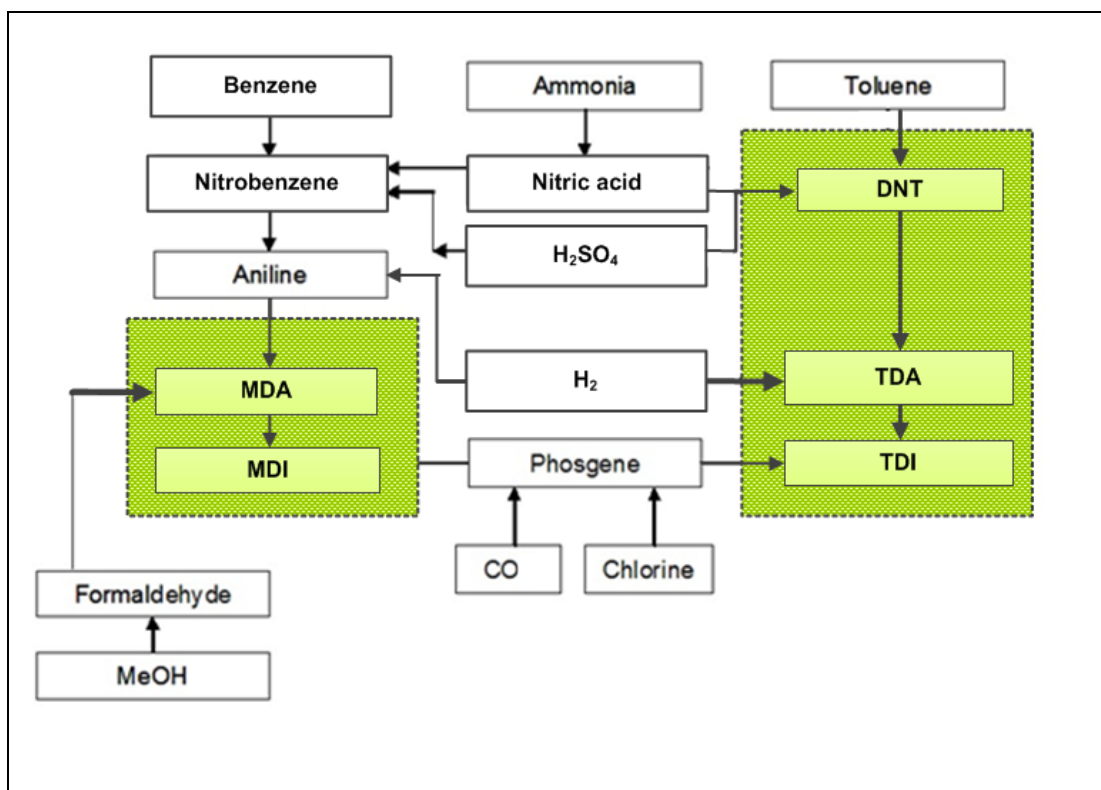 Benzene
Ammonia
Toluene
Nitrobenzene
Nitric acid
DNT
H₂SO₄
Aniline
MDA
H₂
TDA
MDI
Phosgene
TDI
CO
Chlorine
Formaldehyde
MeOH